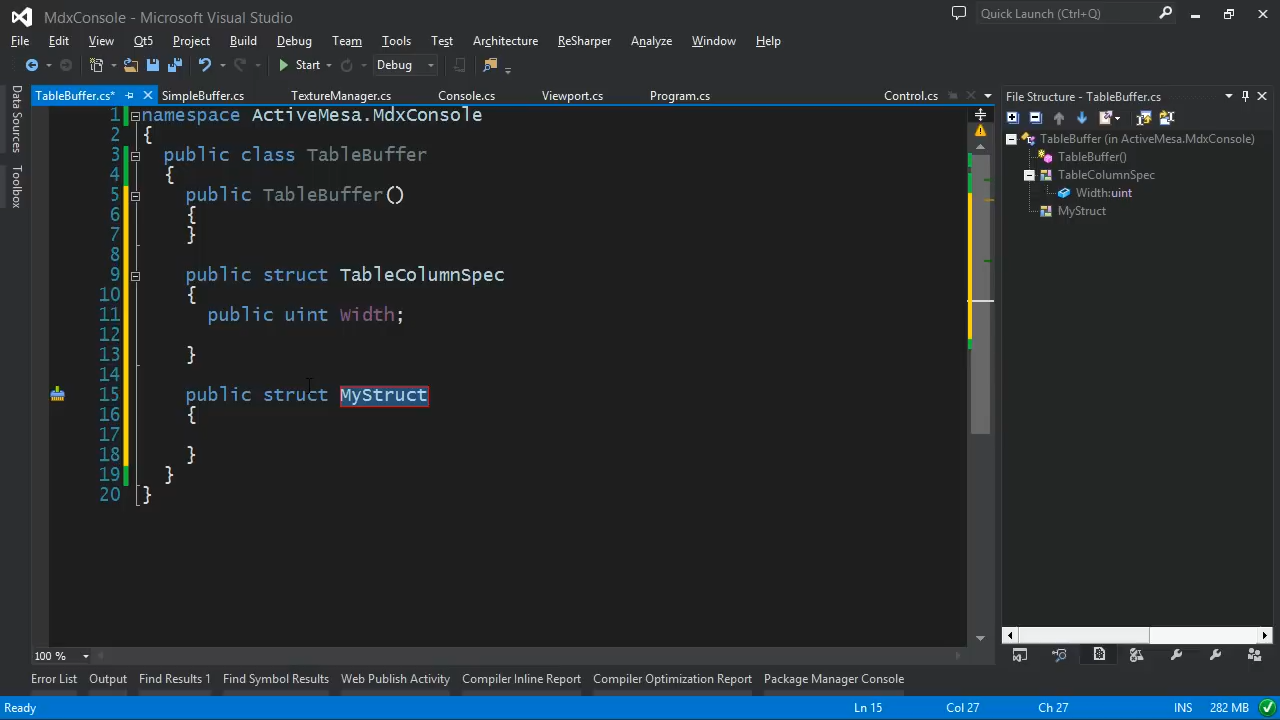 MdxConsole - Microsoft Visual Studio
Quick Launch (Ctrl+Q)
File Edit View Qt5 Project Build Debug Team Tools Test Architecture ReSharper Analyze Window Help
Start Debug
TableBuffer.cs* SimpleBuffer.cs TextureManager.cs Console.cs Viewport.cs Program.cs Control.cs
File Structure - TableBuffer.cs
Data Sources
Toolbox
1 namespace ActiveMesa.MdxConsole
2 {
3 public class TableBuffer
4 {
5 public TableBuffer()
6 {
7 }
8
9 public struct TableColumnSpec
10 {
11 public uint Width;
12
13 }
14
15 public struct MyStruct
16 {
17
18 }
19 }
20 }
TableBuffer (in ActiveMesa.MdxConsole)
TableBuffer()
TableColumnSpec
Width:uint
MyStruct
100 %
Error List Output Find Results 1 Find Symbol Results Web Publish Activity Compiler Inline Report Compiler Optimization Report Package Manager Console
Ready Ln 15 Col 27 Ch 27 INS 282 MB